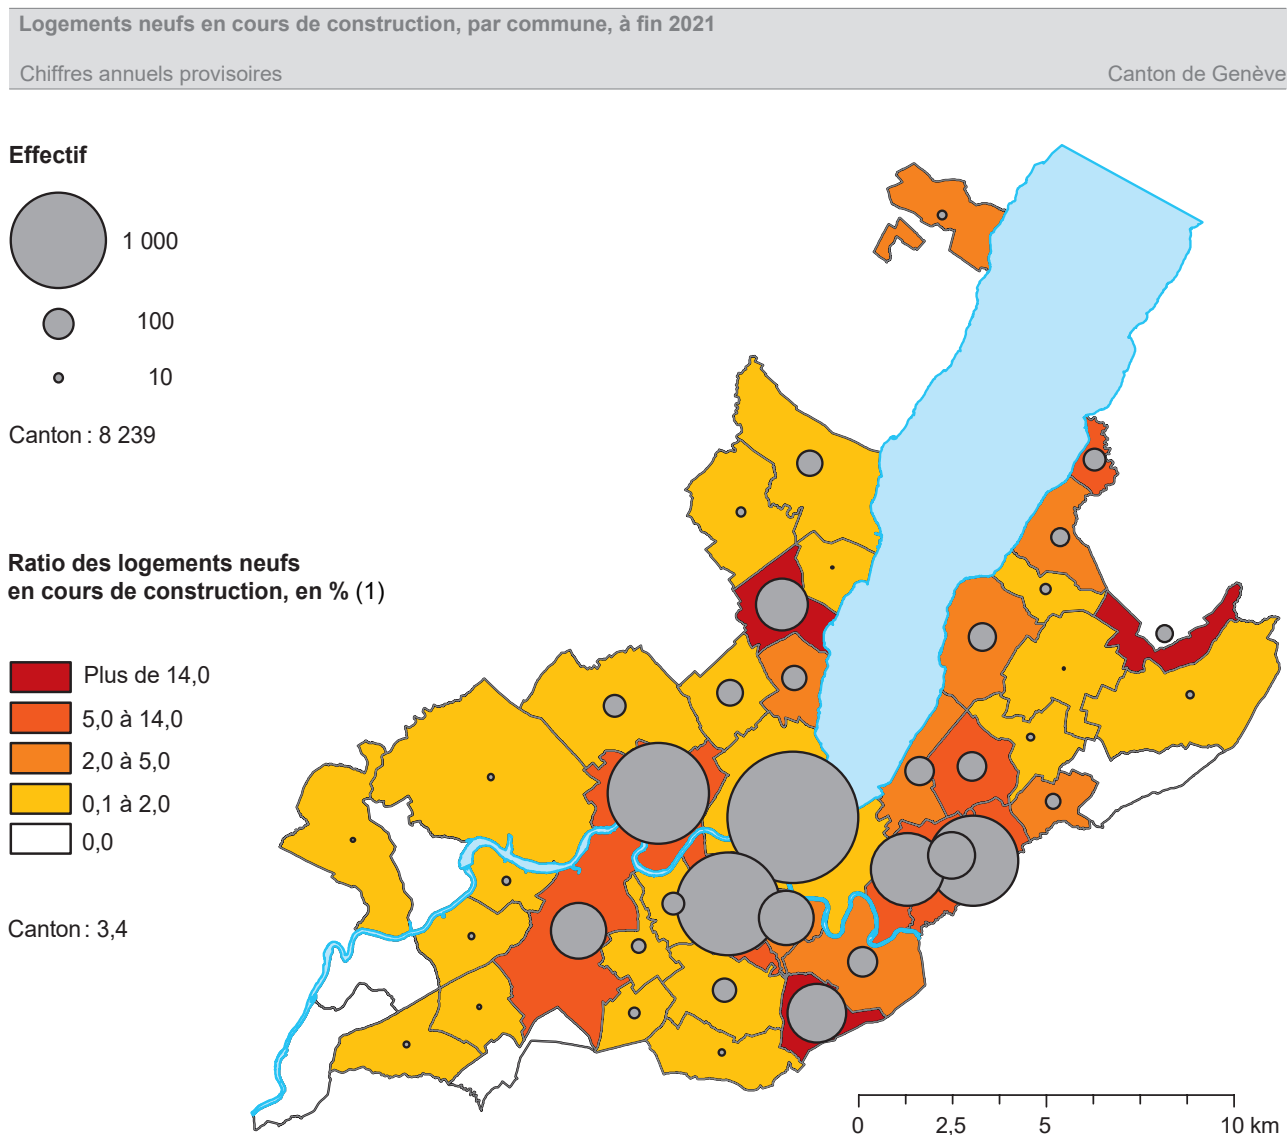 Logements neufs en cours de construction, par commune, à fin 2021
Chiffres annuels provisoires
Canton de Genève
Effectif
1 000
100
10
Canton : 8 239
Ratio des logements neufs
en cours de construction, en % (1)
Plus de 14,0
5,0 à 14,0
2,0 à 5,0
0,1 à 2,0
0,0
Canton : 3,4
0 2,5 5 10 km